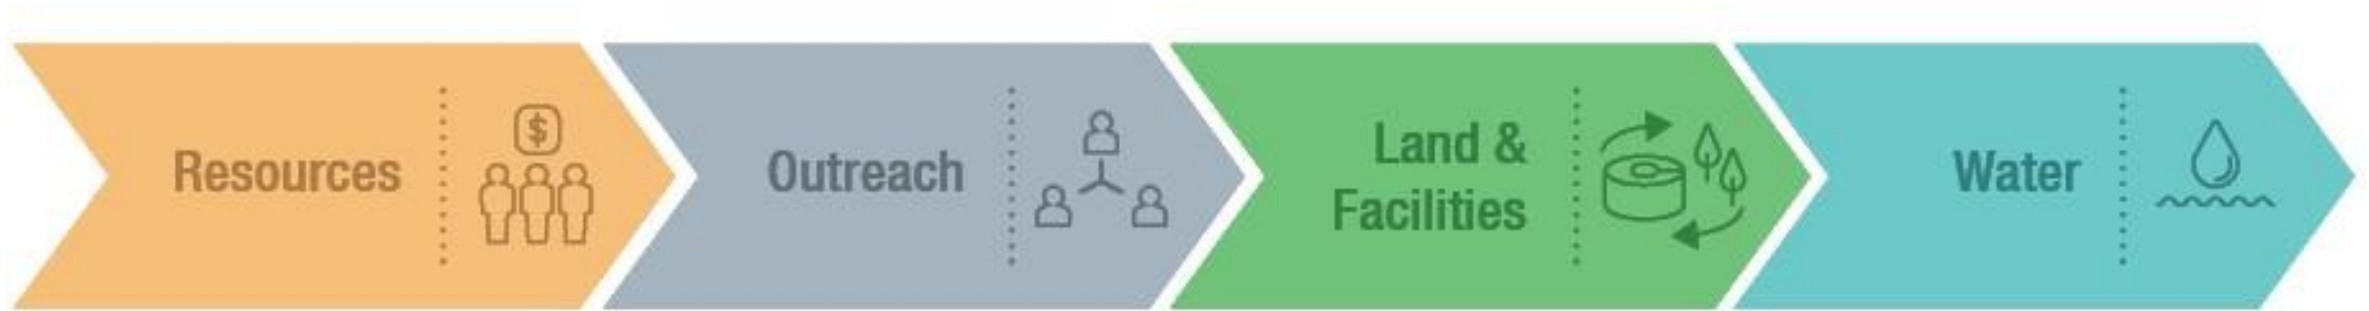 Resources
$
Outreach
Land &
Facilities
Water